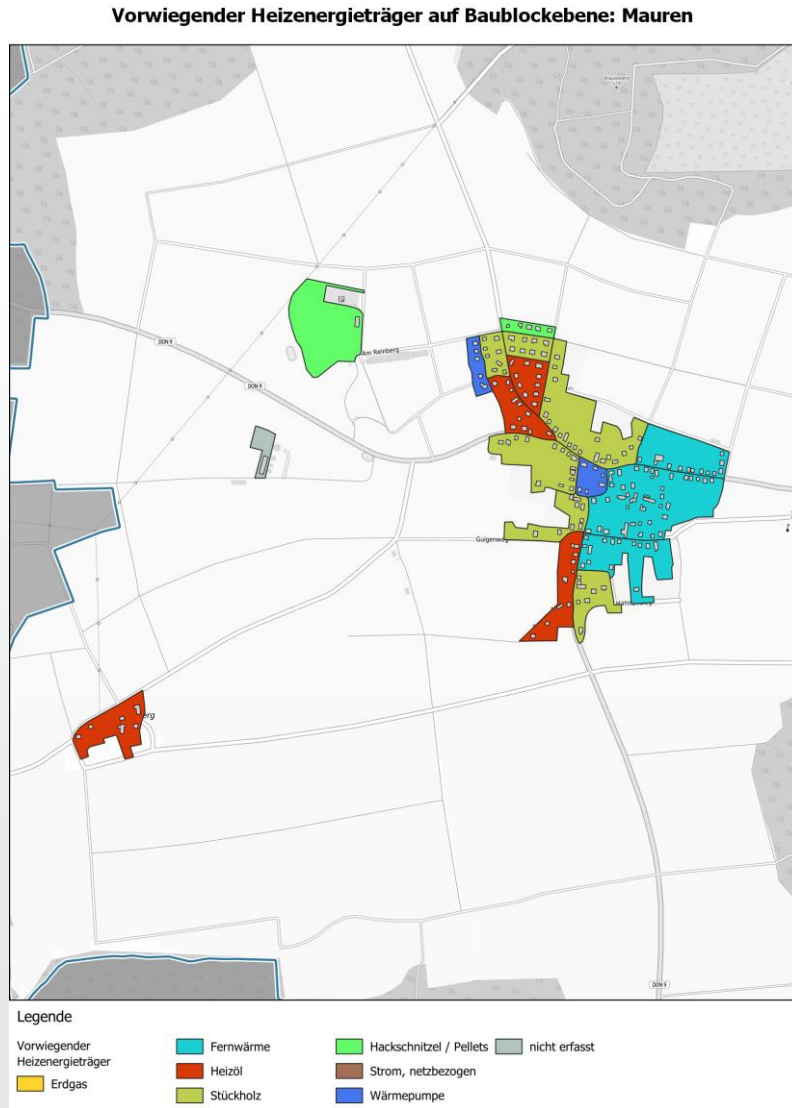 Vorwiegender Heizenergieträger auf Baublockebene: Mauren
DON 9
Am Reinberg
DON 9
Gulgenweg
erg
DON 9
Legende
Vorwiegender
Heizenergieträger
Erdgas
Fernwärme
Heizöl
Stückholz
Hackschnitzel / Pellets
Strom, netzbezogen
Wärmepumpe
nicht erfasst